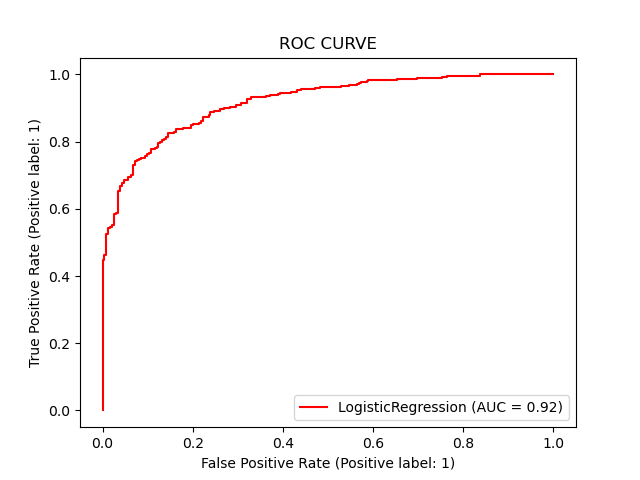 ROC CURVE
True Positive Rate (Positive label: 1)
1.0
0.8
0.6
0.4
0.2
0.0
LogisticRegression (AUC = 0.92)
0.0 0.2 0.4 0.6 0.8 1.0
False Positive Rate (Positive label: 1)